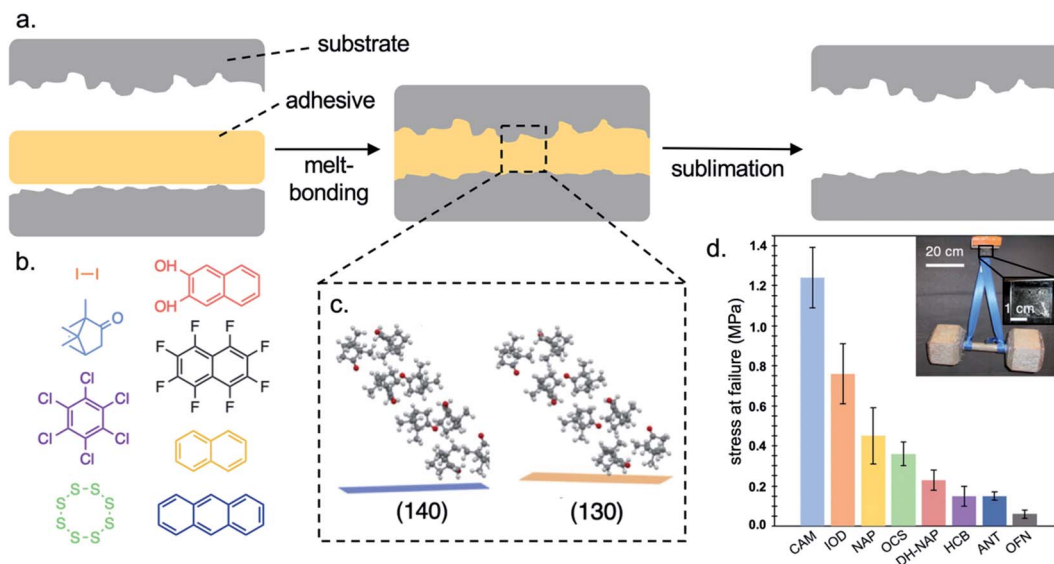 a.
substrate
adhesive
melt-
bonding
sublimation
b.
I–I
O
Cl
Cl
Cl
Cl
Cl
Cl
S
S
S
S
S
S
S
S
OH
OH
F
F
F
F
F
F
F
F
c.
(140)
(130)
d.
stress at failure (MPa)
1.4
1.2
1.0
0.8
0.6
0.4
0.2
0.0
20 cm
1 cm
CAM
IOD
NAP
OCS
DH-NAP
HCB
ANT
OFN